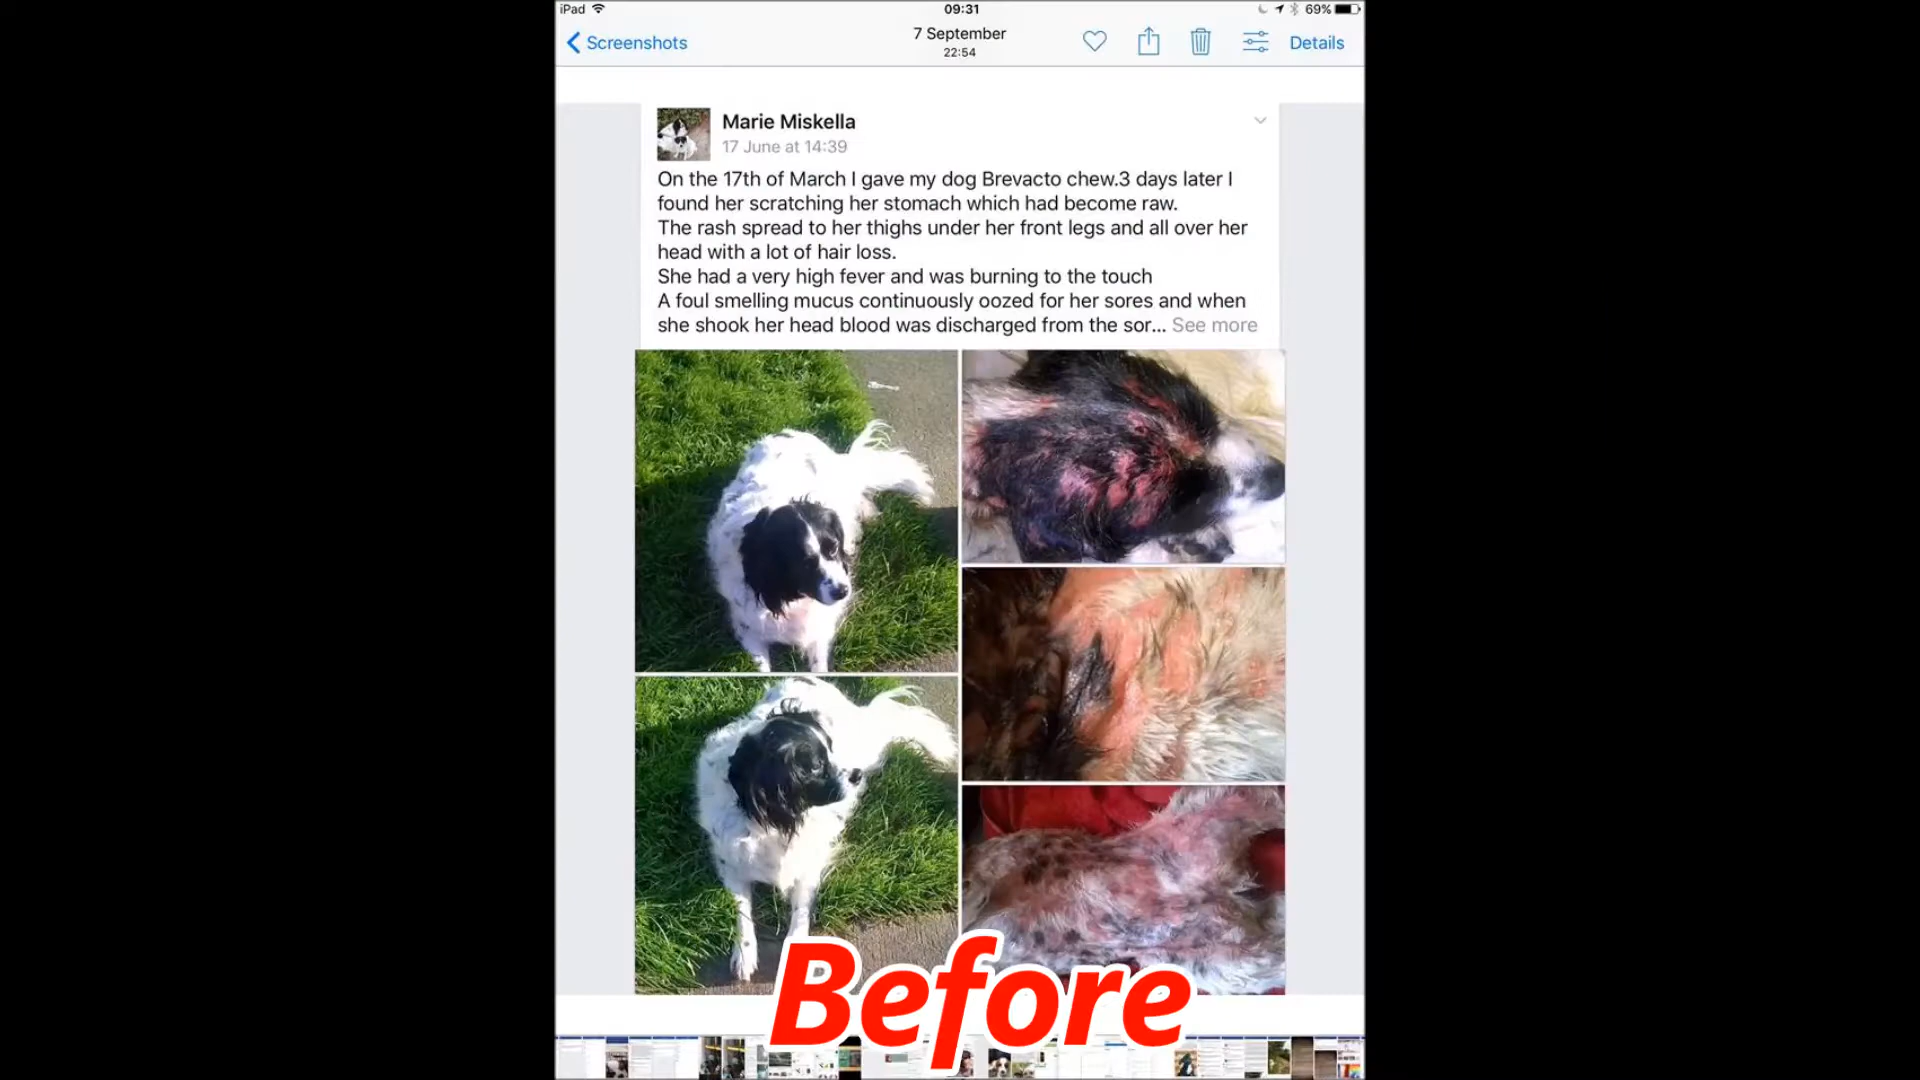 iPad
09:31
69%
Screenshots
7 September
22:54
Details
Marie Miskella
17 June at 14:39
On the 17th of March I gave my dog Brevacto chew.3 days later I
found her scratching her stomach which had become raw.
The rash spread to her thighs under her front legs and all over her
head with a lot of hair loss.
She had a very high fever and was burning to the touch
A foul smelling mucus continuously oozed for her sores and when
she shook her head blood was discharged from the sor... See more
Before